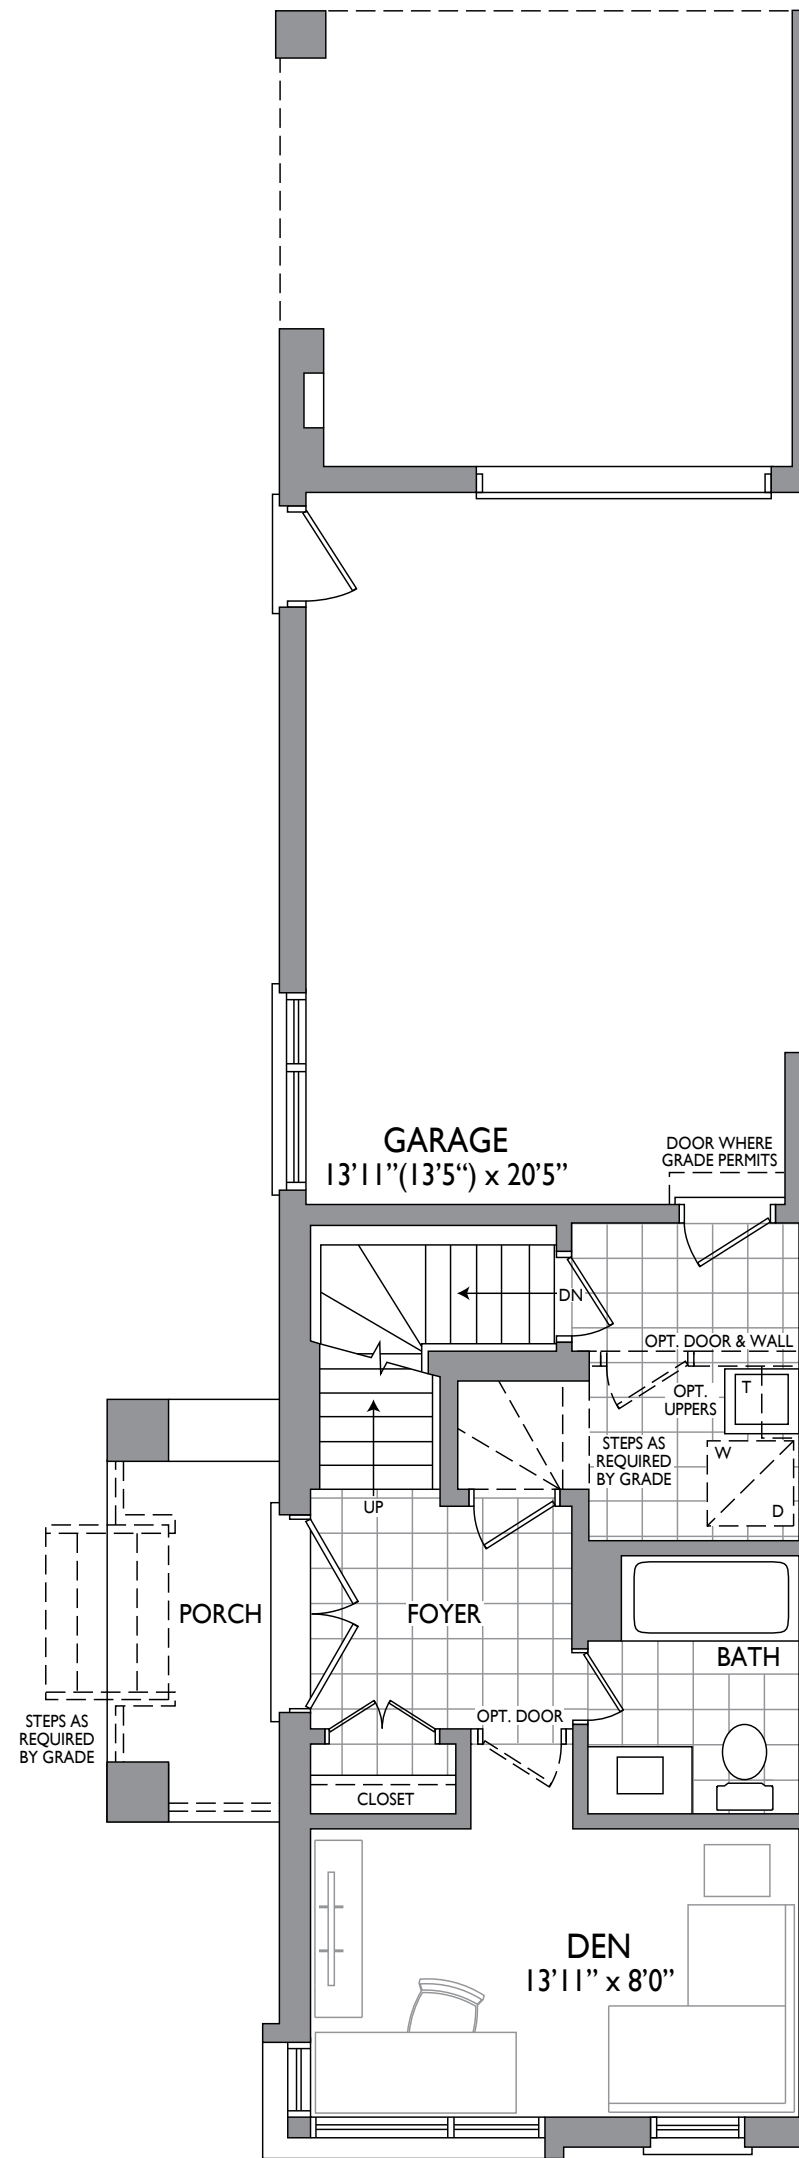 GARAGE
13'11”(13'5“) x 20'5”
DOOR WHERE
GRADE PERMITS
DN
OPT. DOOR & WALL
OPT.
UPPERS
T
STEPS AS
REQUIRED
BY GRADE
W
D
UP
PORCH
FOYER
BATH
STEPS AS
REQUIRED
BY GRADE
OPT. DOOR
CLOSET
DEN
13'11” x 8'0”